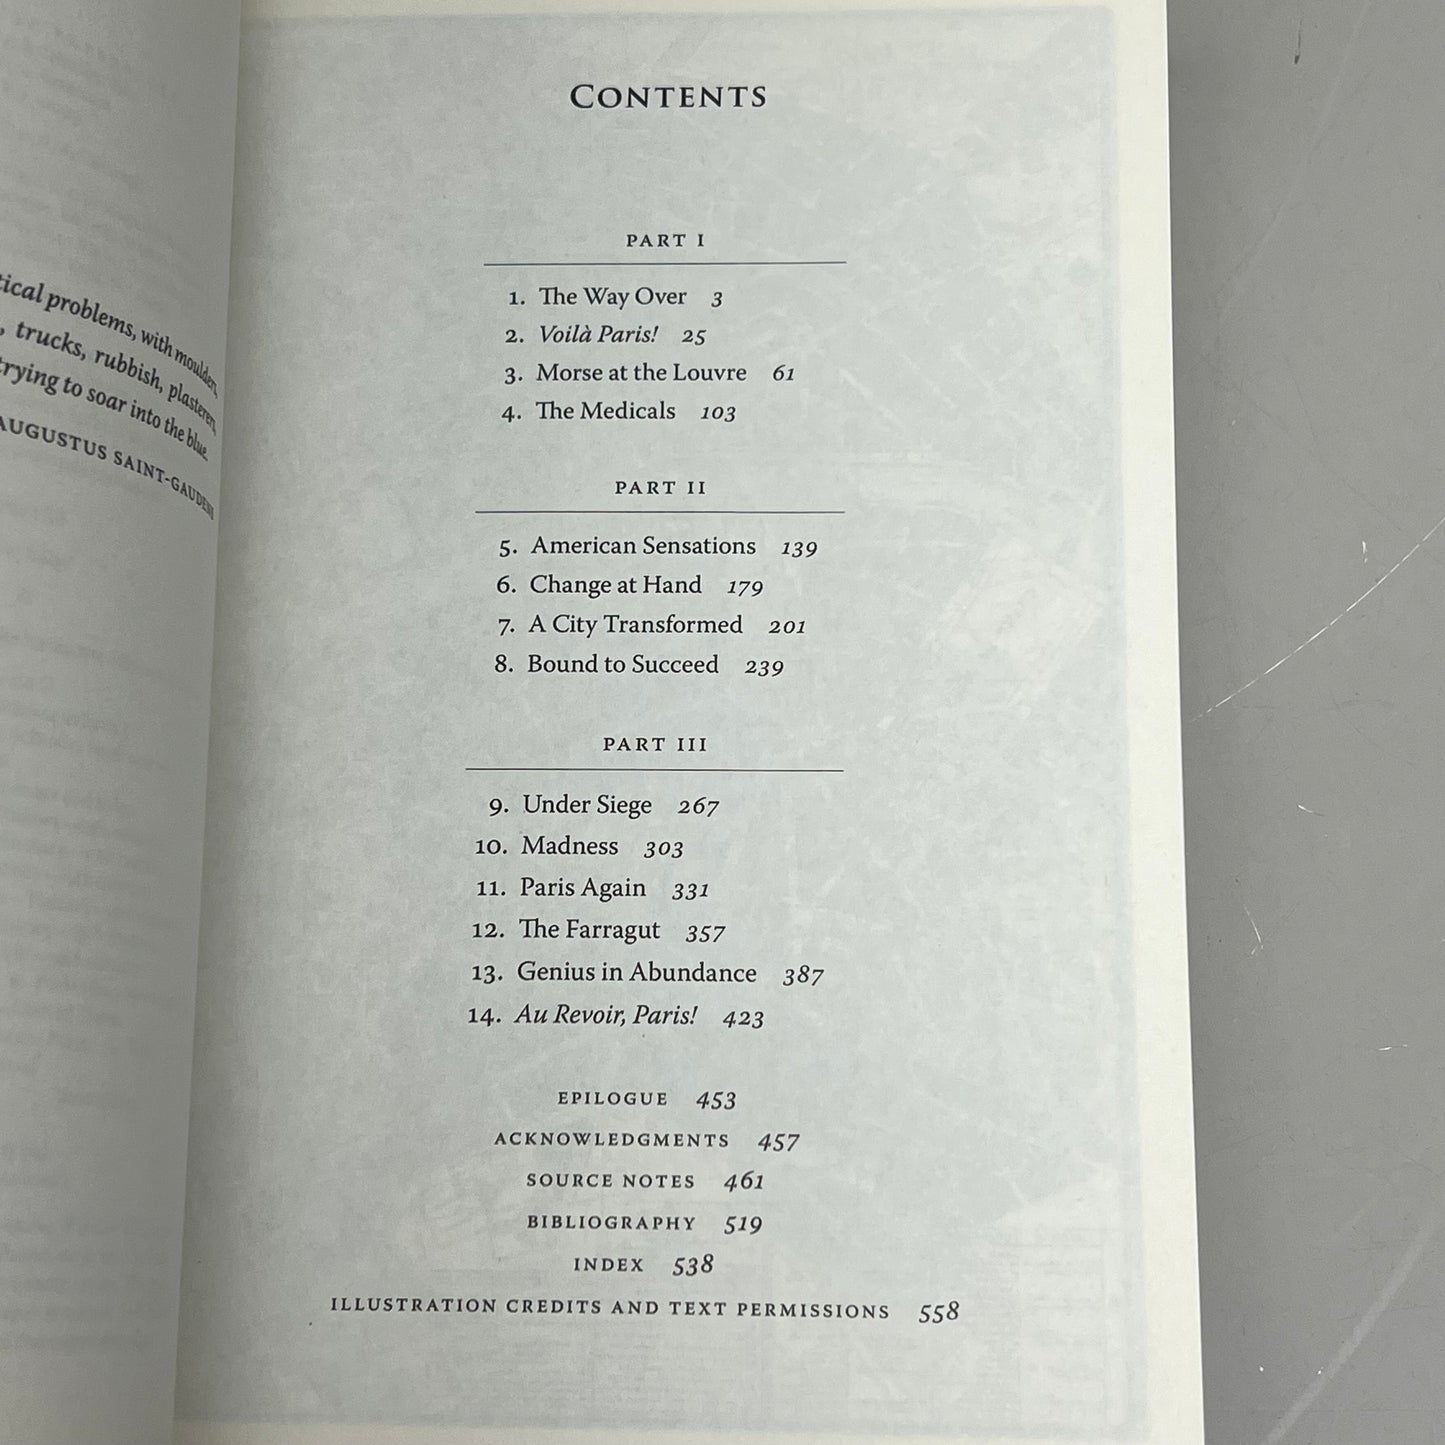 tical problems, with moulders,
, trucks, rubbish, plasterers,
trying to soar into the blue.
AUGUSTUS SAINT-GAUDENS
CONTENTS
PART I
1. The Way Over 3
2. Voilà Paris! 25
3. Morse at the Louvre 61
4. The Medicals 103
PART II
5. American Sensations 139
6. Change at Hand 179
7. A City Transformed 201
8. Bound to Succeed 239
PART III
9. Under Siege 267
10. Madness 303
11. Paris Again 331
12. The Farragut 357
13. Genius in Abundance 387
14. Au Revoir, Paris! 423
EPILOGUE 453
ACKNOWLEDGMENTS 457
SOURCE NOTES 461
BIBLIOGRAPHY 519
INDEX 538
ILLUSTRATION CREDITS AND TEXT PERMISSIONS 558